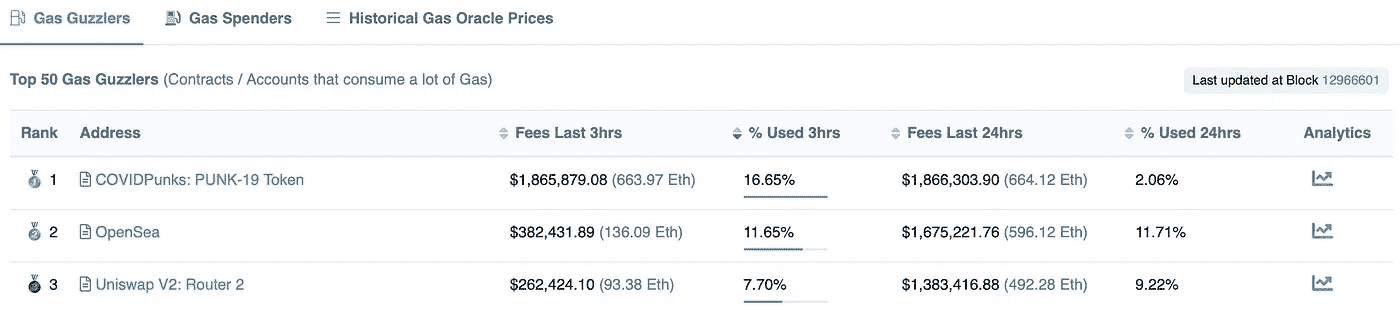 Gas Guzzlers Gas Spenders Historical Gas Oracle Prices
Top 50 Gas Guzzlers (Contracts / Accounts that consume a lot of Gas) Last updated at Block 12966601
Rank Address Fees Last 3hrs % Used 3hrs Fees Last 24hrs % Used 24hrs Analytics
1 COVIDPunks: PUNK-19 Token $1,865,879.08 (663.97 Eth) 16.65% $1,866,303.90 (664.12 Eth) 2.06%
2 OpenSea $382,431.89 (136.09 Eth) 11.65% $1,675,221.76 (596.12 Eth) 11.71%
3 Uniswap V2: Router 2 $262,424.10 (93.38 Eth) 7.70% $1,383,416.88 (492.28 Eth) 9.22%